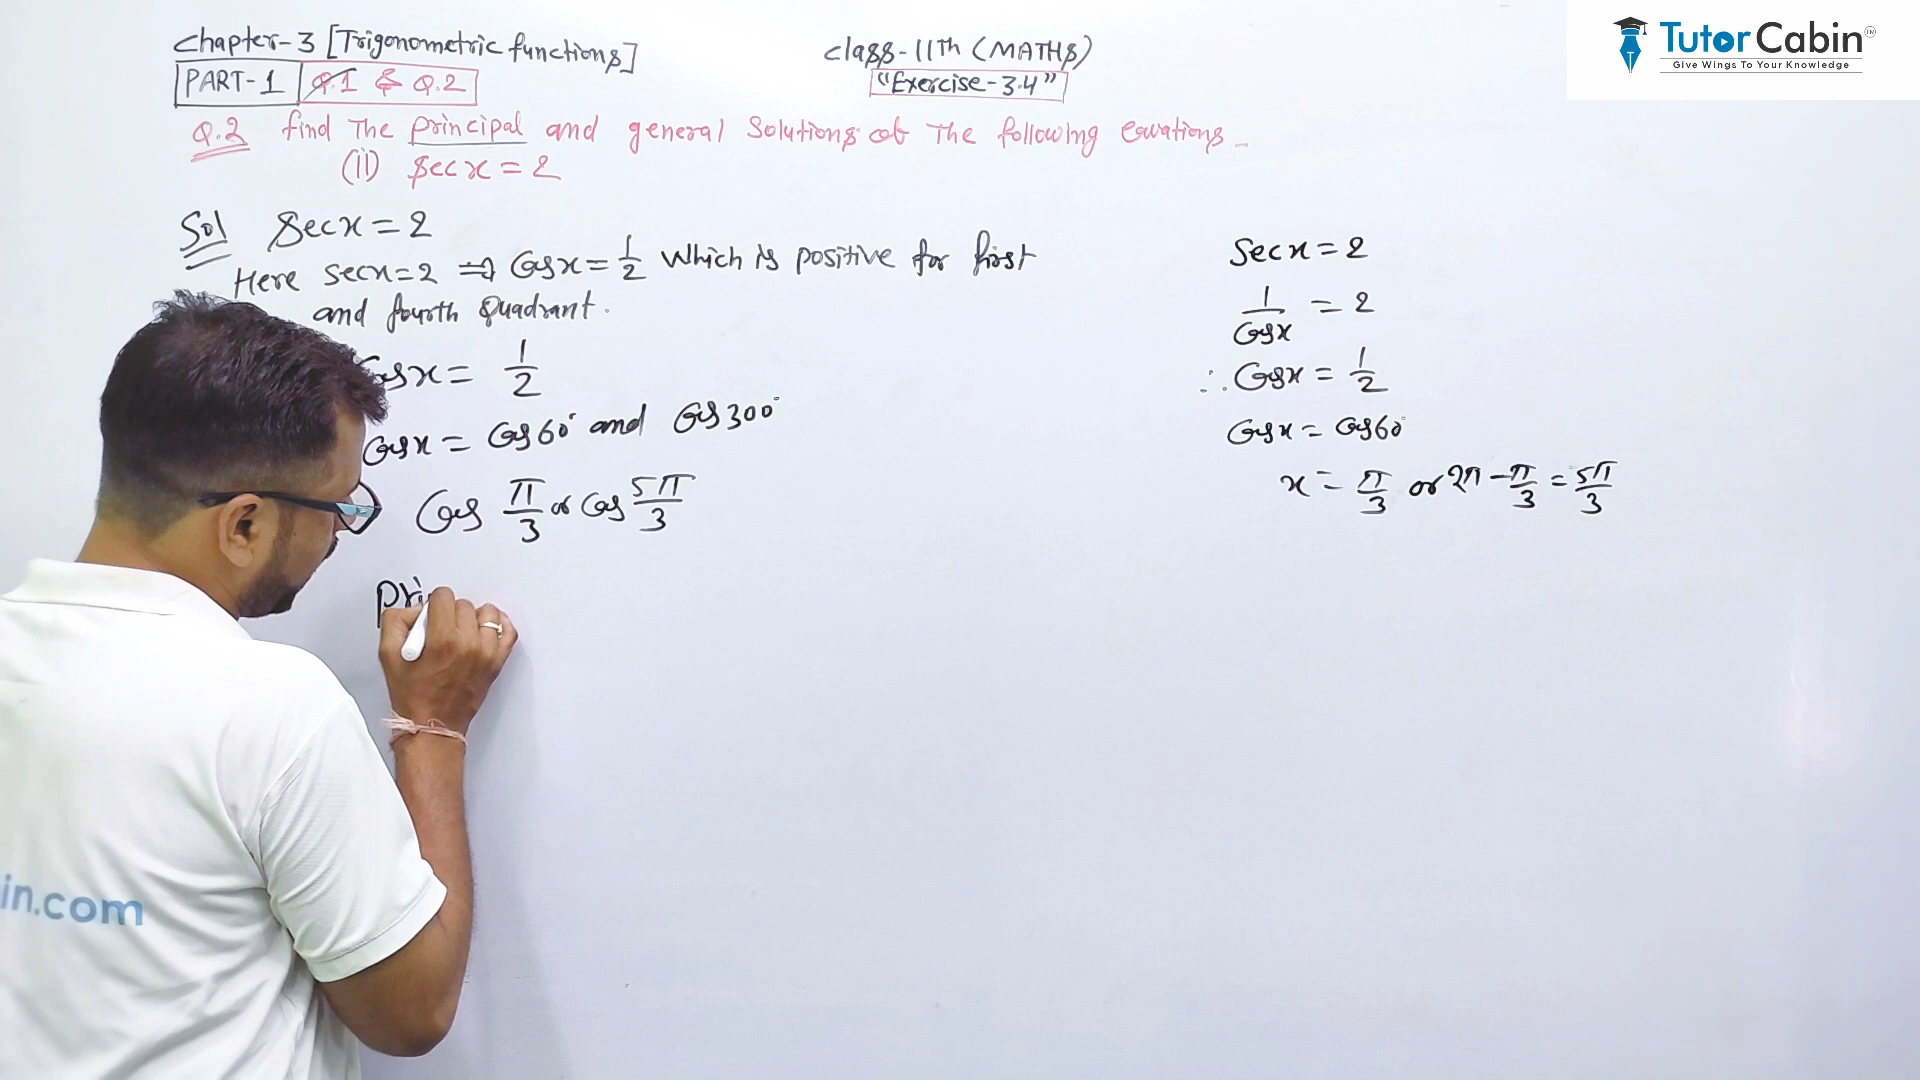 Chapter-3 [Trigonometric functions]
Class-11Th (MATHS)
PART-1 Q.1 & Q.2
"Exercise-3.4"
Q.2 find The principal and general Solutions of The following Equations -
(ii) Sec x = 2
Sol Sec x = 2
Here sec x = 2 ⇒ Cos x = 1/2 which is positive for first
and fourth Quadrant.
Cos x = 1/2
Cos x = Cos 60° and Cos 300°
Cos π/3 or Cos 5π/3
Pri
Sec x = 2
1/Cos x = 2
∴ Cos x = 1/2
Cos x = Cos 60°
x = π/3 or 2π - π/3 = 5π/3
TutorCabin TM
Give Wings To Your Knowledge
in.com